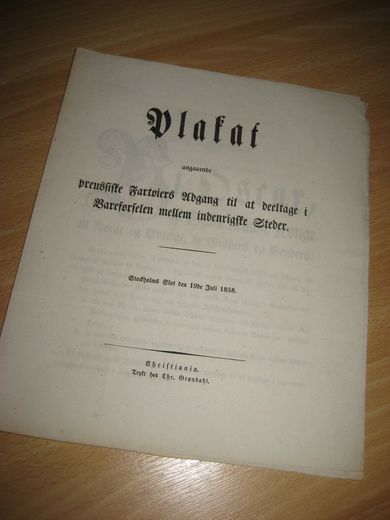 Plakat
angaaende
preussiske Fartøiers Adgang til at deeltage i
Vareførselen mellem indenrigske Steder.
Stockholms Slot den 19de Juli 1858.
Christiania.
Trykt hos Chr. Grøndahl.